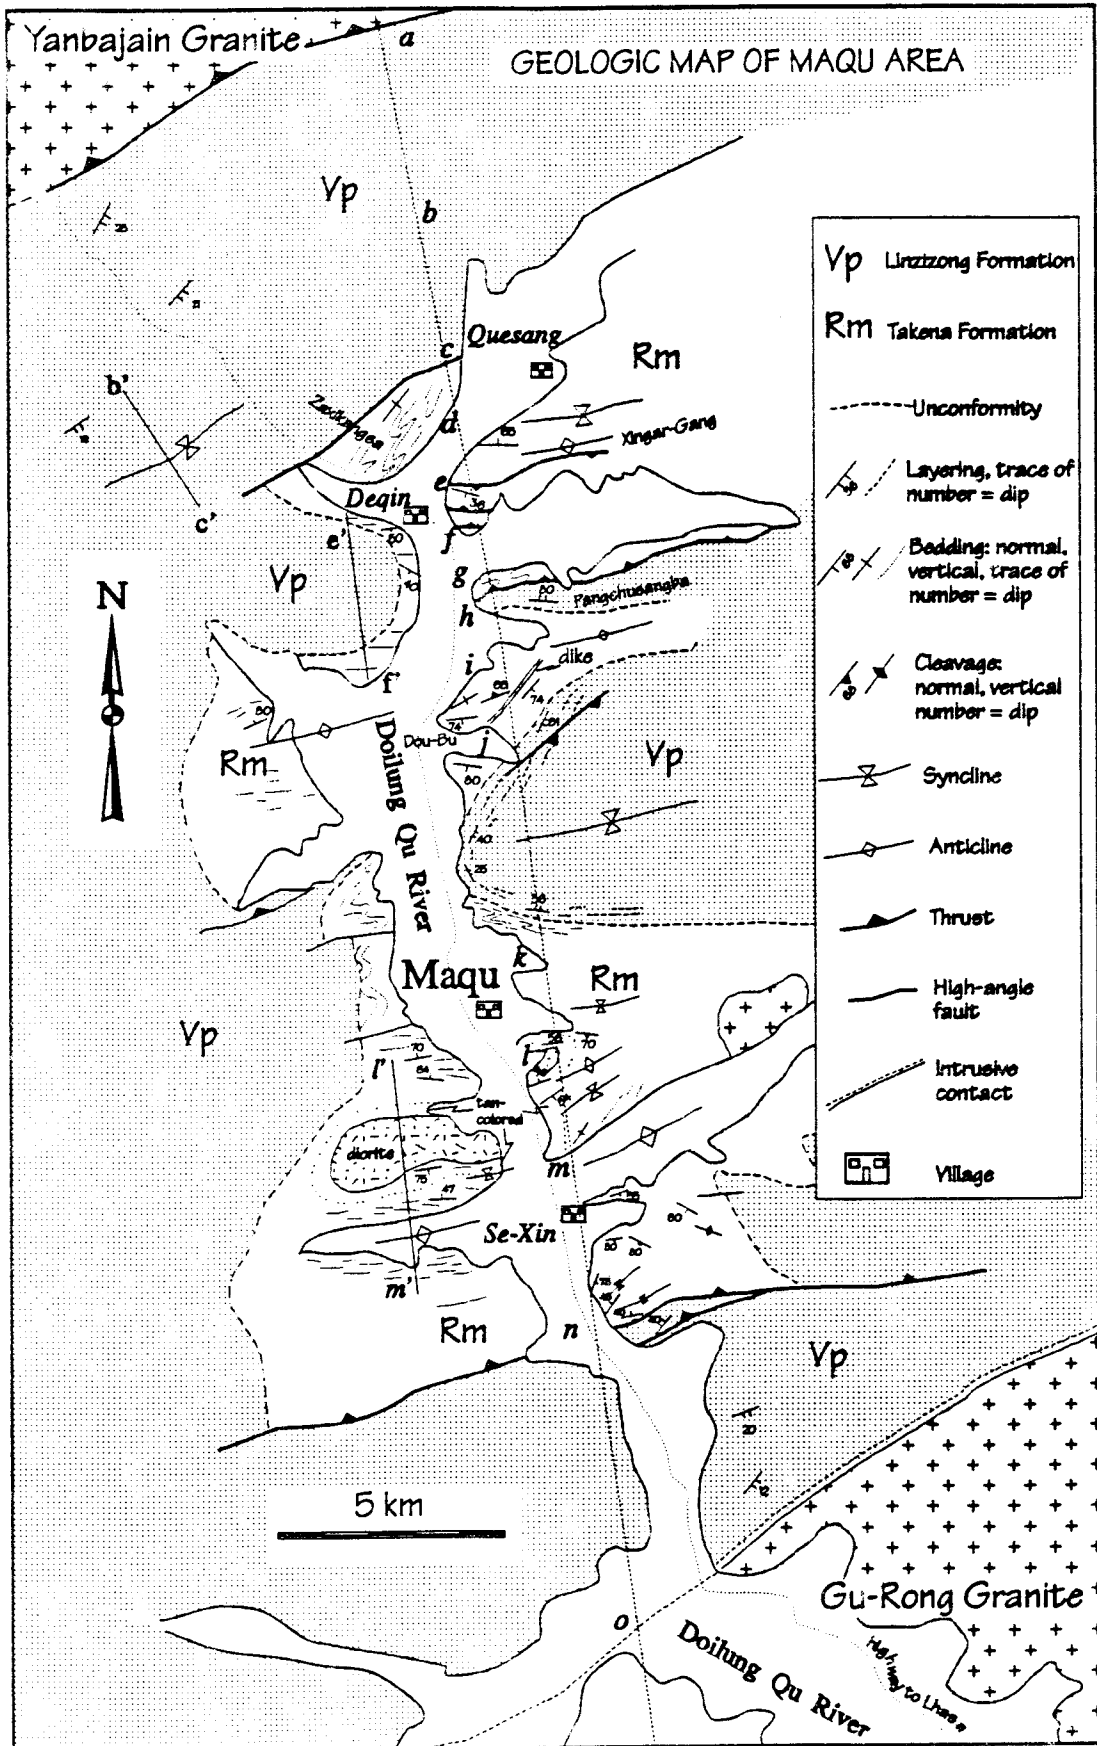 Yanbajain Granite
a
GEOLOGIC MAP OF MAQU AREA
Vp
b
Vp Linzizong Formation
Rm Takena Formation
Unconformity
Layering, trace of
number = dip
Bedding: normal,
vertical, trace of
number = dip
Cleavage:
normal, vertical
number = dip
Syncline
Anticline
Thrust
High-angle
fault
Intrusive
contact
Village
Quesang
c
Rm
b'
d
Xingar-Gang
c'
e
Deqin
e'
f
Vp
N
g
Pangchusangba
h
i
dike
f'
Dou-Bu
j
Rm
Vp
Doilung Qu River
k
Maqu
Rm
Vp
l
l'
tan-
colored
diorite
m
Se-Xin
m'
Rm
n
Vp
5 km
Gu-Rong Granite
o
Doilung Qu River
Highway to Lhasa